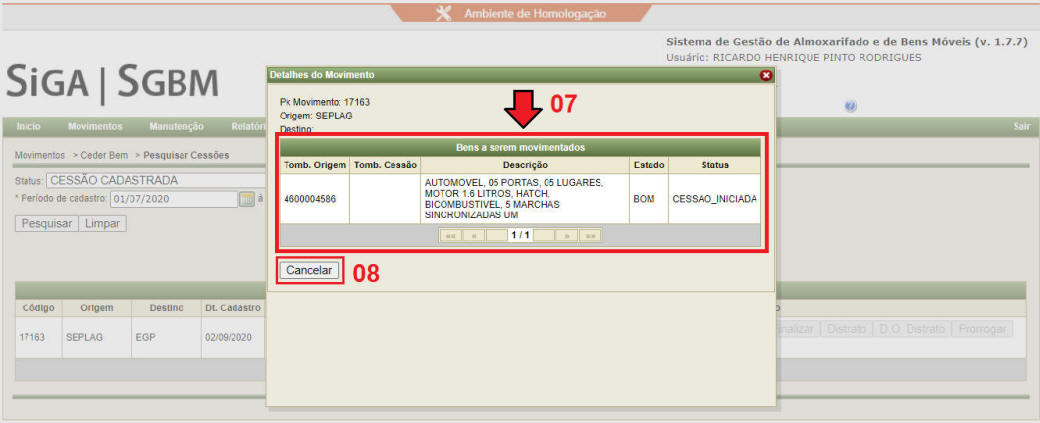 Ambiente de Homologação
Sistema de Gestão de Almoxarifado e de Bens Móveis (v. 1.7.7)
Usuário: RICARDO HENRIQUE PINTO RODRIGUES
SiGA | SGBM
Início Movimentos Manutenção Relatóri Sair
Movimentos > Ceder Bem > Pesquisar Cessões
Status: CESSÃO CADASTRADA
* Período de cadastro: 01/07/2020 à
Pesquisar Limpar
Detalhes do Movimento
Pk Movimento: 17163
Origem: SEPLAG
Destino:
07
Bens a serem movimentados
Tomb. Origem Tomb. Cessão Descrição Estado Status
4600004586 AUTOMOVEL, 05 PORTAS, 05 LUGARES, MOTOR 1.6 LITROS, HATCH, BICOMBUSTIVEL, 5 MARCHAS SINCRONIZADAS UM BOM CESSAO_INICIADA
«« « 1 / 1 » »»
Cancelar 08
Código Origem Destino Dt. Cadastro
17163 SEPLAG EGP 02/09/2020 inalizar Distrato D.O. Distrato Prorrogar